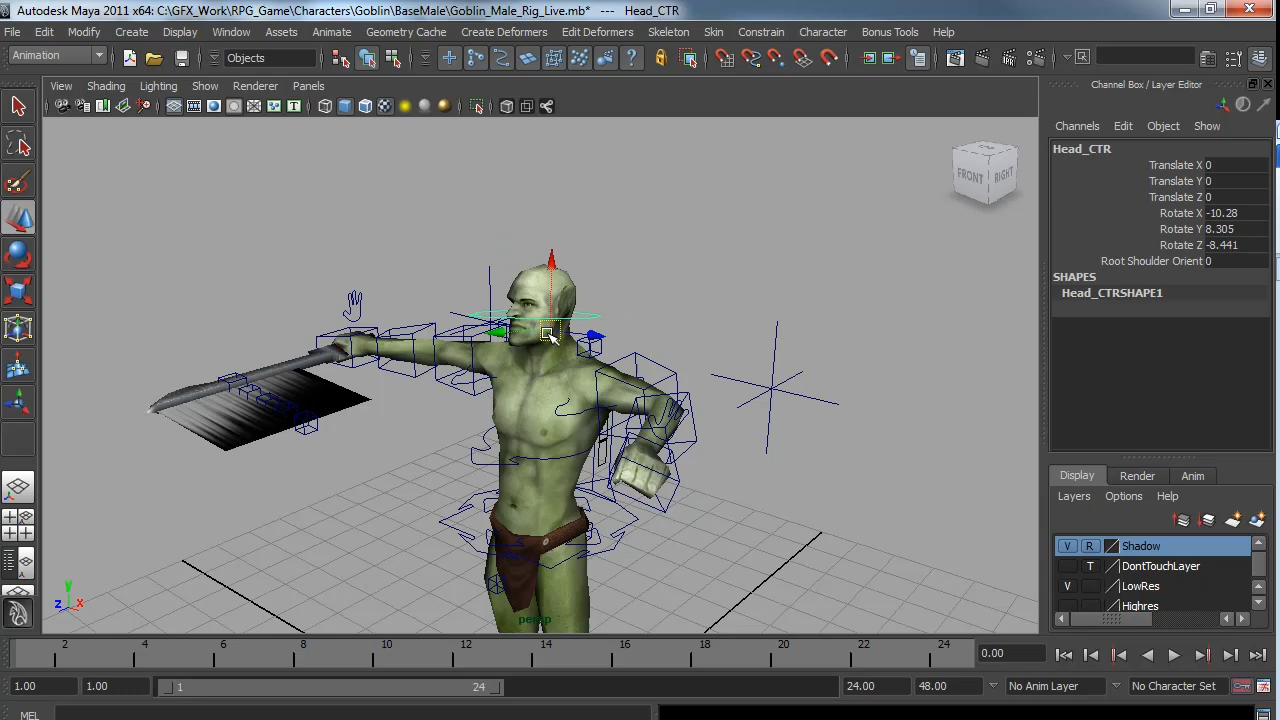 Autodesk Maya 2011 x64: C:\GFX_Work\RPG_Game\Characters\Goblin\BaseMale\Goblin_Male_Rig_Live.mb* --- Head_CTR
File Edit Modify Create Display Window Assets Animate Geometry Cache Create Deformers Edit Deformers Skeleton Skin Constrain Character Bonus Tools Help
Animation Objects
View Shading Lighting Show Renderer Panels
Channel Box / Layer Editor
Channels Edit Object Show
Head_CTR
Translate X 0
Translate Y 0
Translate Z 0
Rotate X -10.28
Rotate Y 8.305
Rotate Z -8.441
Root Shoulder Orient 0
SHAPES
Head_CTRSHAPE1
FRONT RIGHT
Display Render Anim
Layers Options Help
V R Shadow
T DontTouchLayer
V LowRes
Highres
y
z x
persp
2 4 6 8 10 12 14 16 18 20 22 24 0.00
1.00 1.00 1 24 24.00 48.00 No Anim Layer No Character Set
MEL